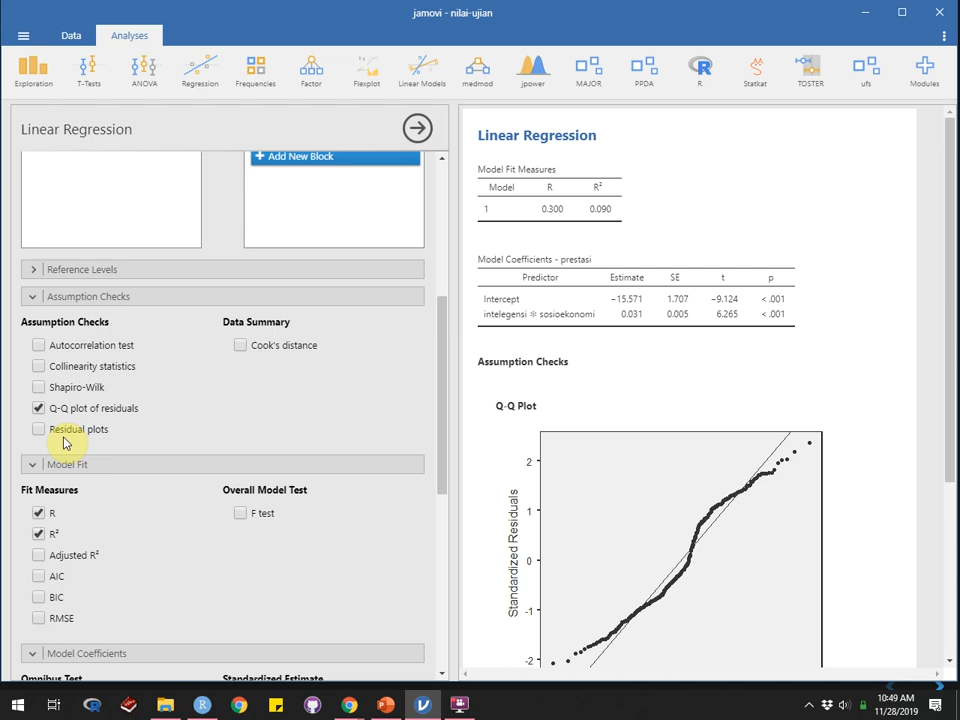 jamovi - nilai-ujian
Data
Analyses
Exploration
T-Tests
ANOVA
Regression
Frequencies
Factor
Flexplot
Linear Models
medmod
jpower
MAJOR
PPDA
R
R
Statkat
TOSTER
ufs
Modules
Linear Regression
Add New Block
Reference Levels
Assumption Checks
Assumption Checks
Data Summary
Autocorrelation test
Cook's distance
Collinearity statistics
Shapiro-Wilk
Q-Q plot of residuals
Residual plots
Model Fit
Fit Measures
Overall Model Test
R
F test
R²
Adjusted R²
AIC
BIC
RMSE
Model Coefficients
Omnibus Test
Standardized Estimate
Linear Regression
Model Fit Measures
Model R R²
1 0.300 0.090
Model Coefficients - prestasi
Predictor Estimate SE t p
Intercept −15.571 1.707 −9.124 < .001
intelegensi ✻ sosioekonomi 0.031 0.005 6.265 < .001
Assumption Checks
Q-Q Plot
Standardized Residuals
2
1
0
-1
-2
10:49 AM
11/28/2019